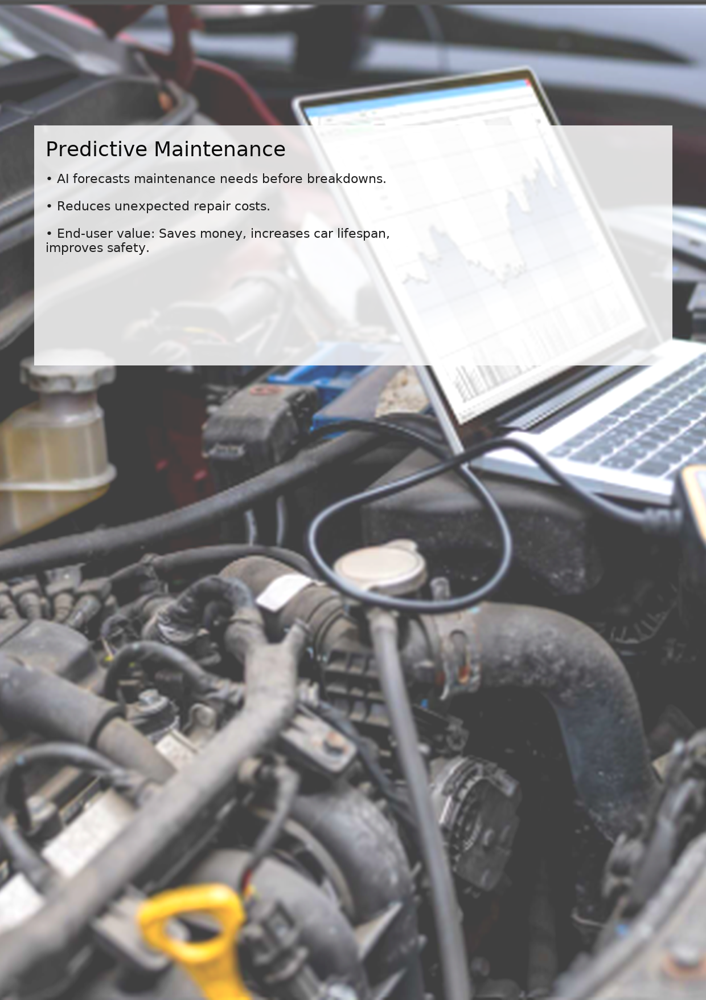 Predictive Maintenance
• AI forecasts maintenance needs before breakdowns.
• Reduces unexpected repair costs.
• End-user value: Saves money, increases car lifespan,
improves safety.